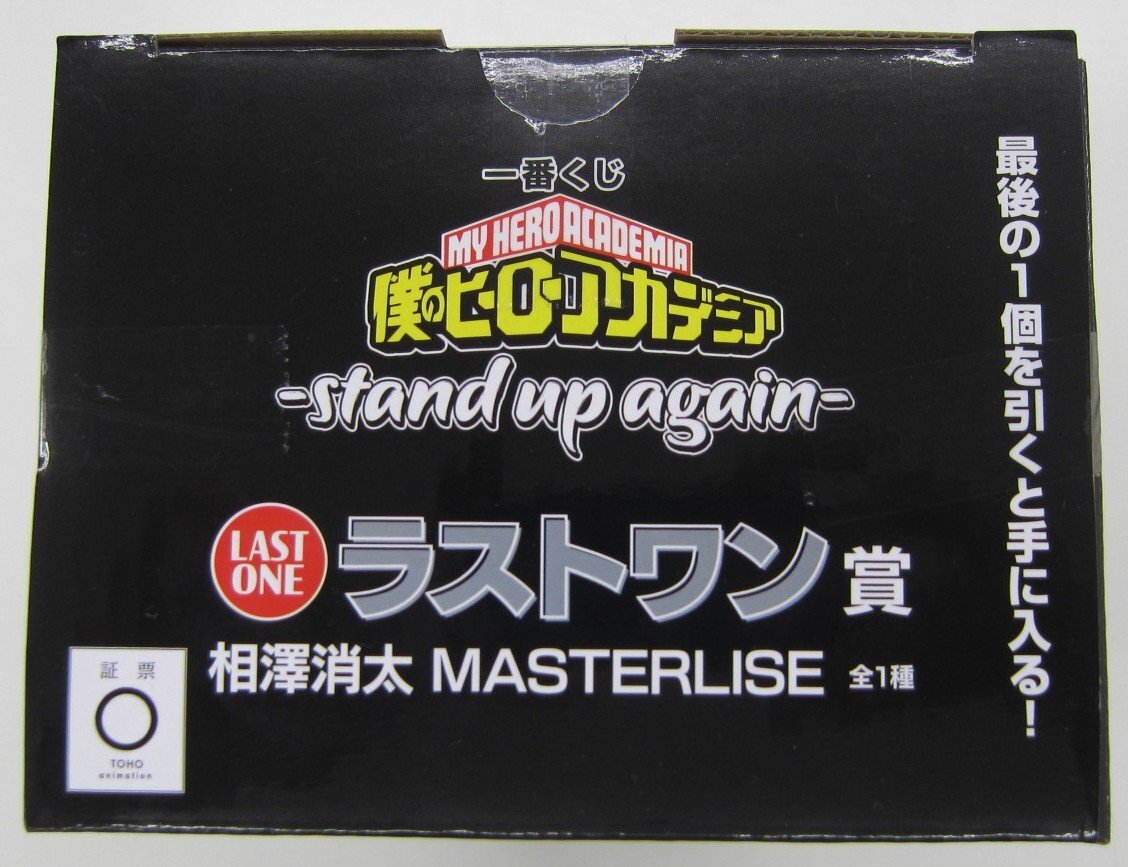 一番くじ
MY HERO ACADEMIA
僕のヒーローアカデミア
-stand up again-
LAST
ONE
ラストワン賞
相澤消太 MASTERLISE 全1種
最後の1個を引くと手に入る!
証票
TOHO
animation